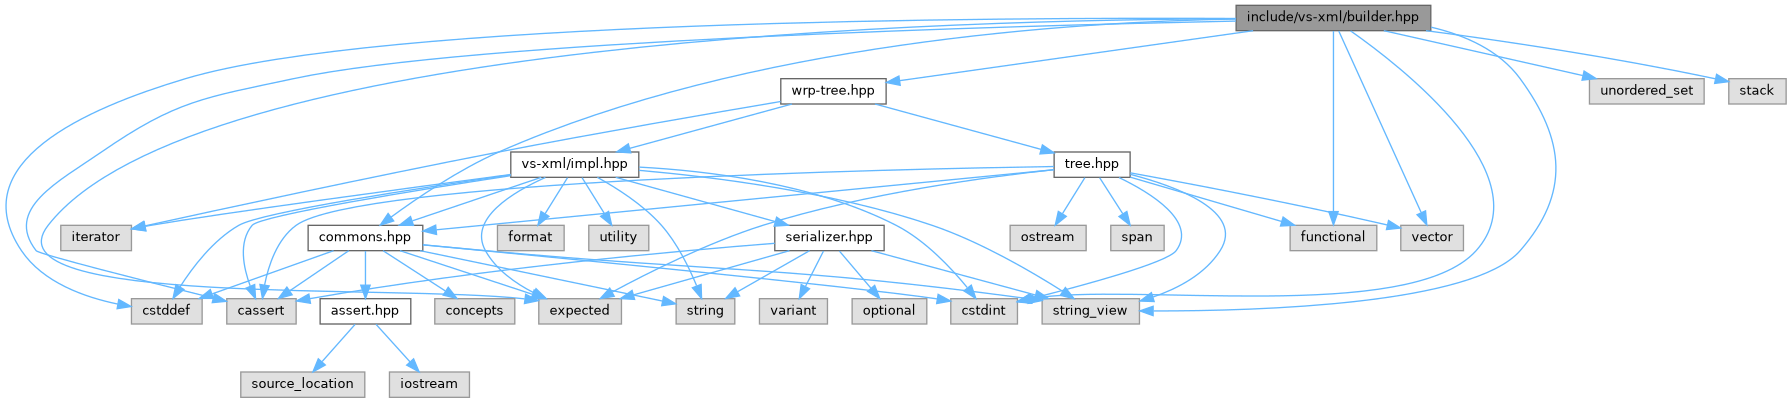 include/vs-xml/builder.hpp
wrp-tree.hpp
unordered_set
stack
vs-xml/impl.hpp
tree.hpp
iterator
commons.hpp
format
utility
serializer.hpp
ostream
span
functional
vector
cstddef
cassert
assert.hpp
concepts
expected
string
variant
optional
cstdint
string_view
source_location
iostream